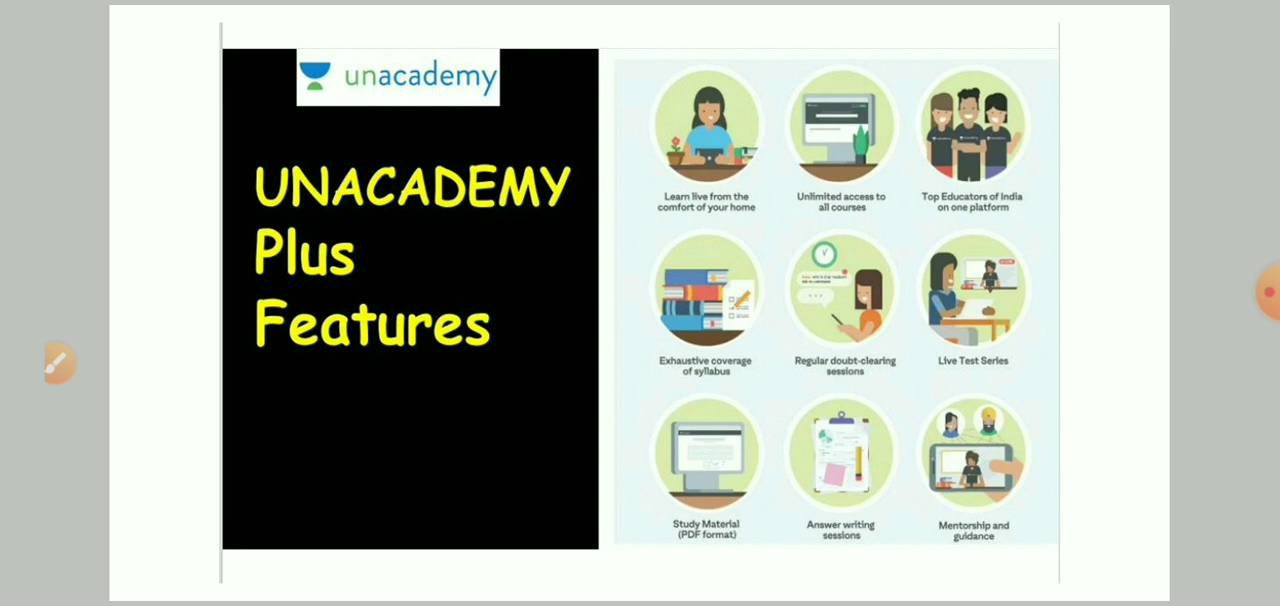 unacademy
UNACADEMY
Plus
Features
Learn live from the
comfort of your home
Unlimited access to
all courses
Top Educators of India
on one platform
Exhaustive coverage
of syllabus
Regular doubt-clearing
sessions
Live Test Series
Study Material
(PDF format)
Answer writing
sessions
Mentorship and
guidance